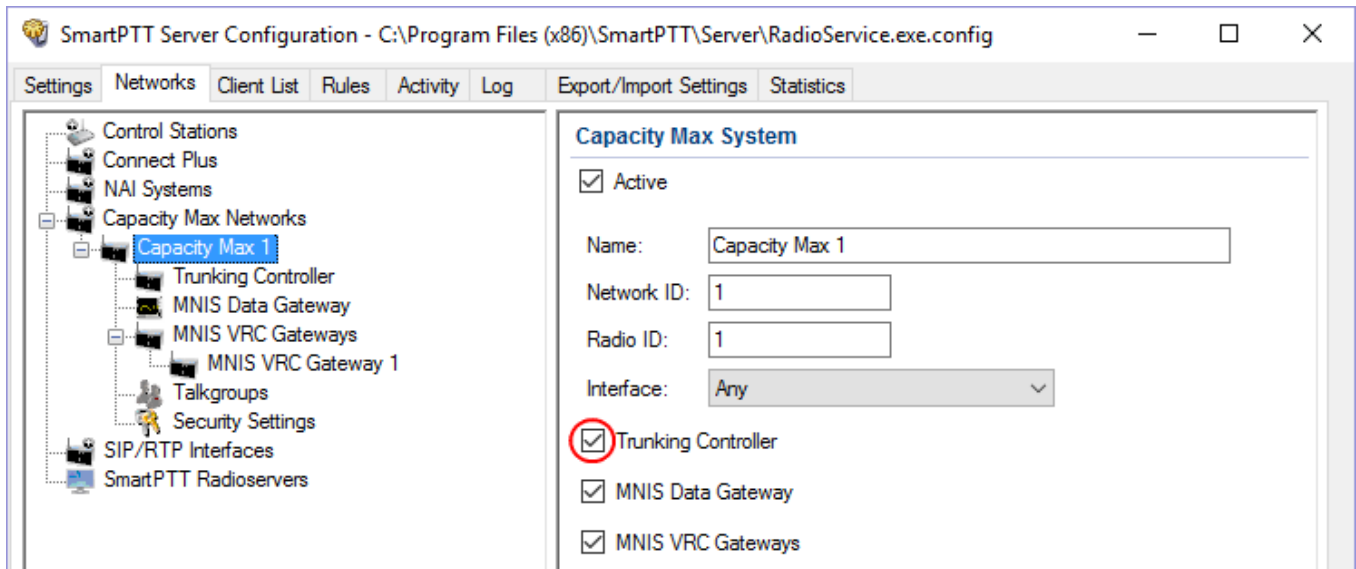 SmartPTT Server Configuration - C:\Program Files (x86)\SmartPTT\Server\RadioService.exe.config
Settings Networks Client List Rules Activity Log Export/Import Settings Statistics
Control Stations
Connect Plus
NAI Systems
Capacity Max Networks
Capacity Max 1
Trunking Controller
MNIS Data Gateway
MNIS VRC Gateways
MNIS VRC Gateway 1
Talkgroups
Security Settings
SIP/RTP Interfaces
SmartPTT Radioservers
Capacity Max System
Active
Name: Capacity Max 1
Network ID: 1
Radio ID: 1
Interface: Any
Trunking Controller
MNIS Data Gateway
MNIS VRC Gateways